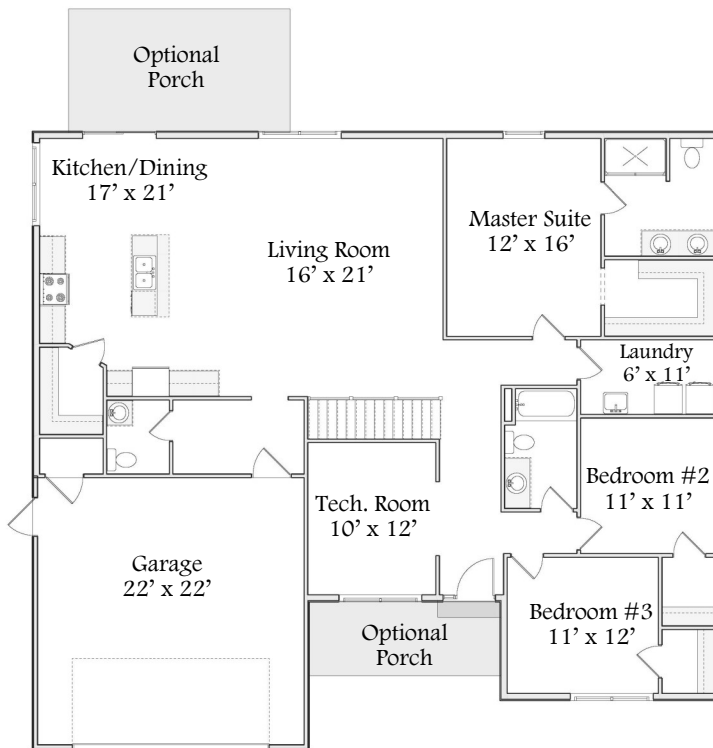 Optional
Porch
Kitchen/Dining
17' x 21'
Living Room
16' x 21'
Master Suite
12' x 16'
Laundry
6' x 11'
Bedroom #2
11' x 11'
Tech. Room
10' x 12'
Garage
22' x 22'
Bedroom #3
11' x 12'
Optional
Porch